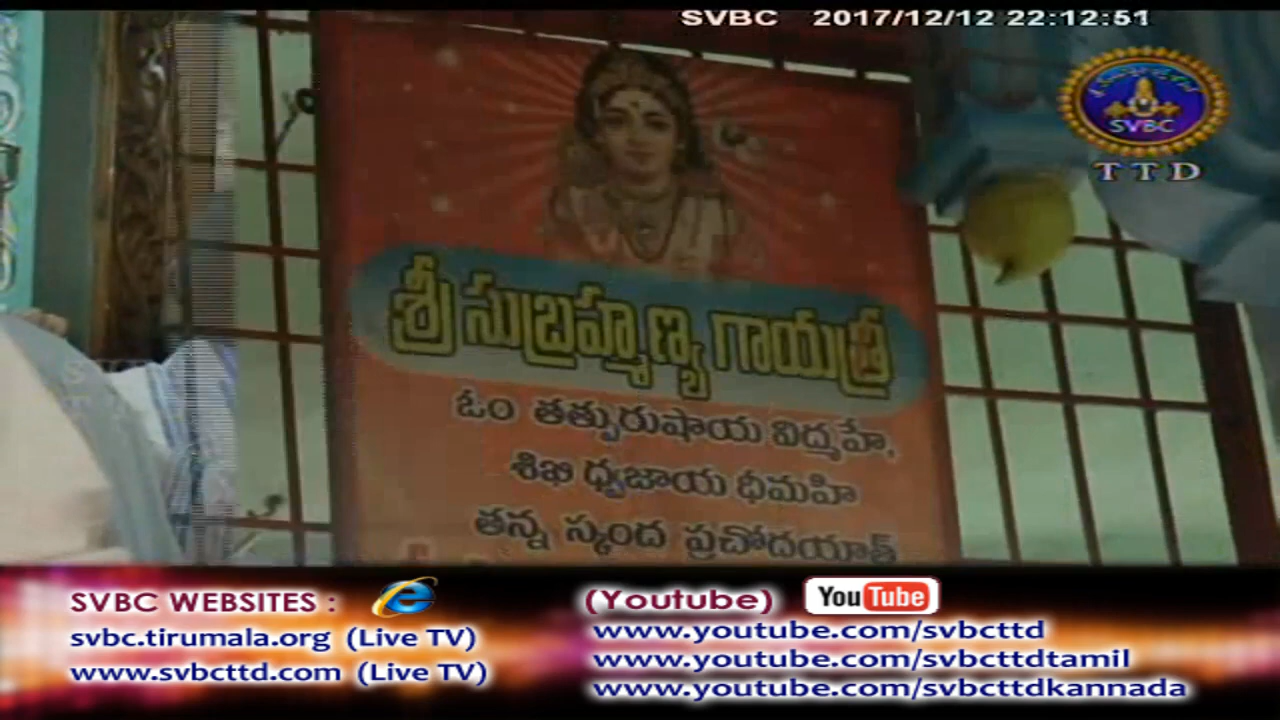 SVBC 2017/12/12 22:12:51
SVBC
TTD
శ్రీ సుబ్రహ్మణ్య గాయత్రీ
ఓం తత్పురుషాయ విద్మహే,
శిఖి ధ్వజాయ ధీమహి
తన్న స్కంద ప్రచోదయాత్
SVBC WEBSITES :
svbc.tirumala.org (Live TV)
www.svbcttd.com (Live TV)
(Youtube) YouTube
www.youtube.com/svbcttd
www.youtube.com/svbcttdtamil
www.youtube.com/svbcttdkannada